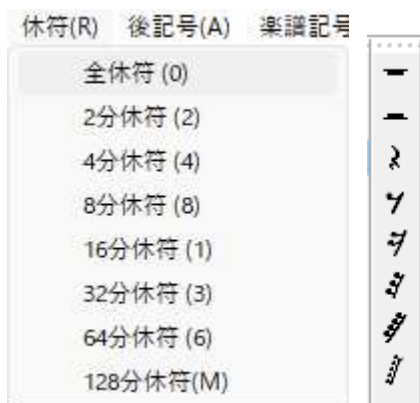 休符(R) 後記号(A) 楽譜記号
全休符 (0)
2分休符 (2)
4分休符 (4)
8分休符 (8)
16分休符 (1)
32分休符 (3)
64分休符 (6)
128分休符(M)